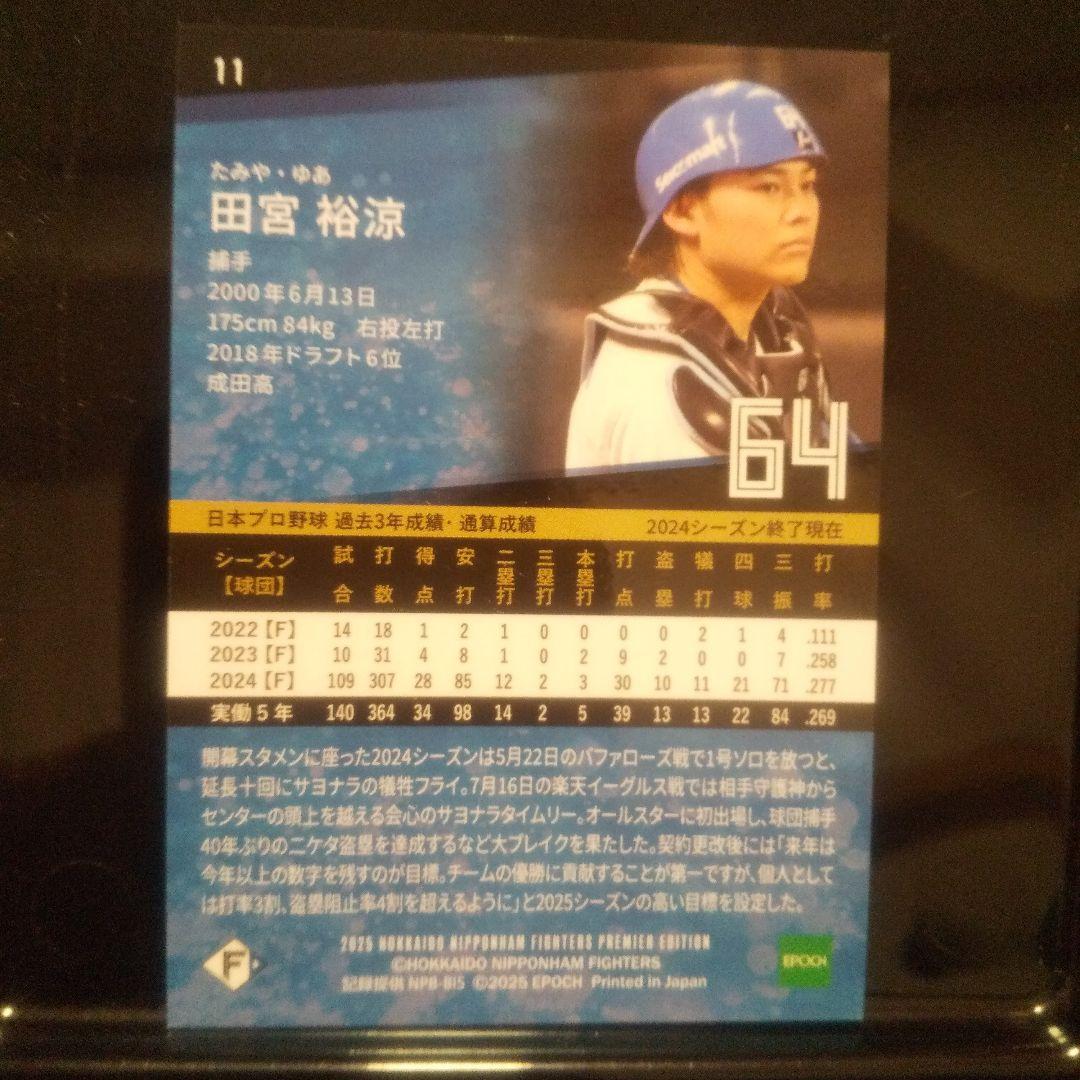 11
たみや・ゆあ
田宮 裕涼
捕手
2000年6月13日
175cm 84kg 右投左打
2018年ドラフト6位
成田高
Secoma
64
日本プロ野球 過去3年成績・通算成績 2024シーズン終了現在
シーズン【球団】 試合 打数 得点 安打 二塁打 三塁打 本塁打 打点 盗塁 犠打 四球 三振 打率
2022【F】 14 18 1 2 1 0 0 0 0 2 1 4 .111
2023【F】 10 31 4 8 1 0 2 9 2 0 0 7 .258
2024【F】 109 307 28 85 12 2 3 30 10 11 21 71 .277
実働5年 140 364 34 98 14 2 5 39 13 13 22 84 .269
開幕スタメンに座った2024シーズンは5月22日のバファローズ戦で1号ソロを放つと、
延長十回にサヨナラの犠牲フライ。7月16日の楽天イーグルス戦では相手守護神から
センターの頭上を越える会心のサヨナラタイムリー。オールスターに初出場し、球団捕手
40年ぶりの二ケタ盗塁を達成するなど大ブレイクを果たした。契約更改後には「来年は
今年以上の数字を残すのが目標。チームの優勝に貢献することが第一ですが、個人として
は打率3割、盗塁阻止率4割を超えるように」と2025シーズンの高い目標を設定した。
2025 HOKKAIDO NIPPONHAM FIGHTERS PREMIER EDITION
©HOKKAIDO NIPPONHAM FIGHTERS
記録提供 NPB-BIS ©2025 EPOCH Printed in Japan
F
EPOCH